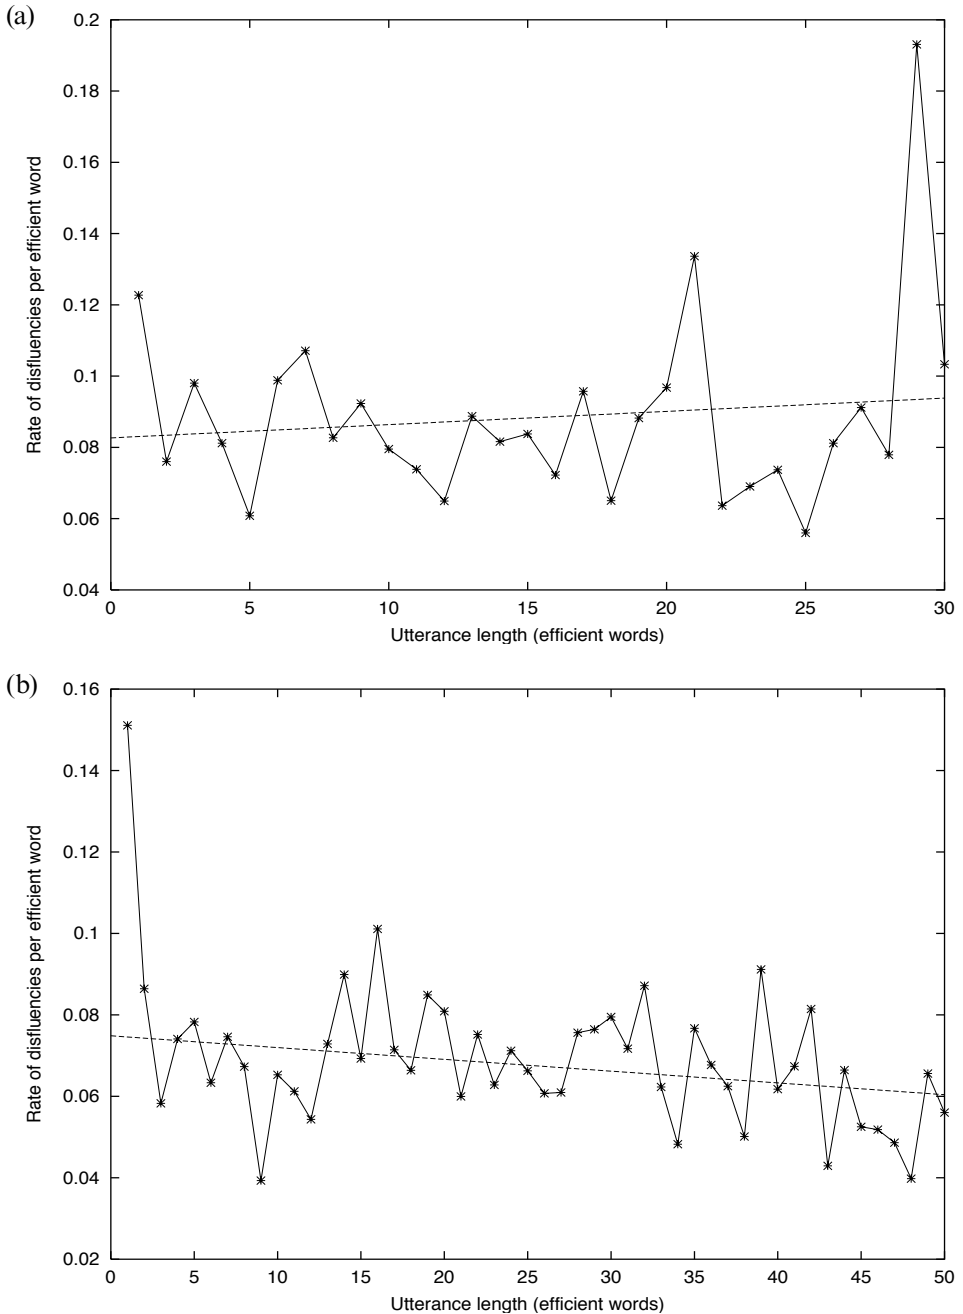 (a)
0.2
0.18
0.16
0.14
0.12
0.1
0.08
0.06
0.04
Rate of disfluencies per efficient word
0 5 10 15 20 25 30
Utterance length (efficient words)
(b)
0.16
0.14
0.12
0.1
0.08
0.06
0.04
0.02
Rate of disfluencies per efficient word
0 5 10 15 20 25 30 35 40 45 50
Utterance length (efficient words)